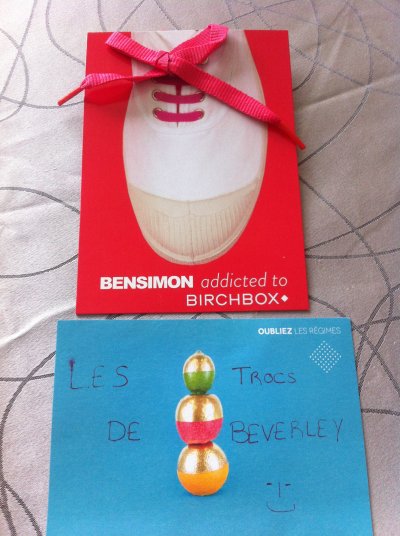 BENSIMON addicted to
BIRCHBOX
OUBLIEZ LES RÉGIMES
LES TROCS
DE BEVERLEY